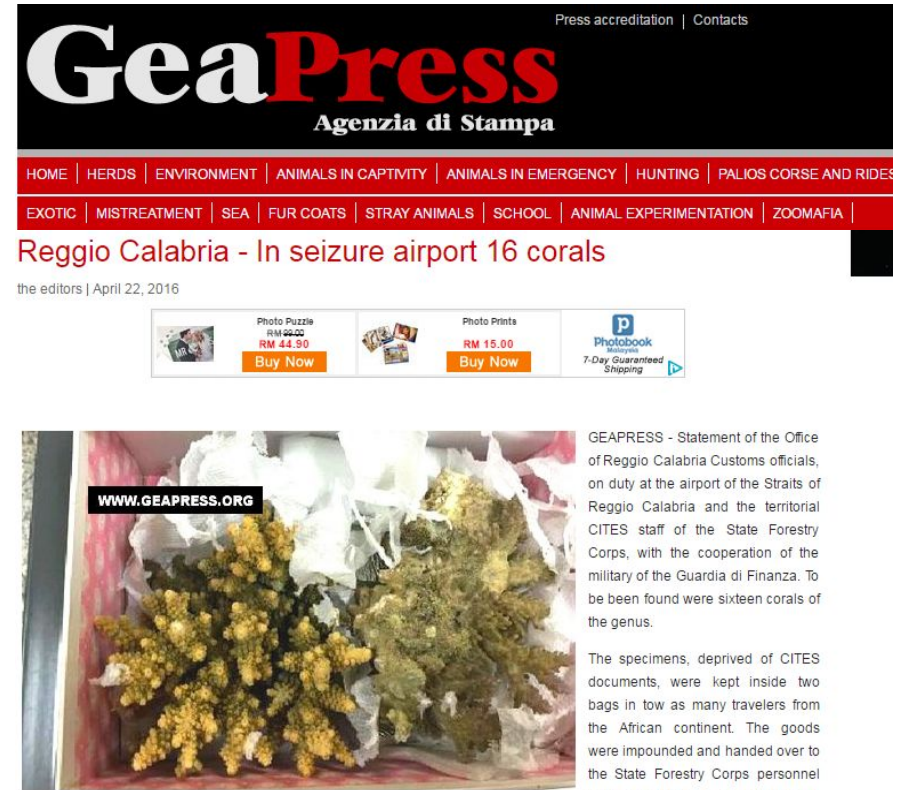 Press accreditation | Contacts
GeaPress
Agenzia di Stampa
HOME | HERDS | ENVIRONMENT | ANIMALS IN CAPTIVITY | ANIMALS IN EMERGENCY | HUNTING | PALIOS CORSE AND RIDES
EXOTIC | MISTREATMENT | SEA | FUR COATS | STRAY ANIMALS | SCHOOL | ANIMAL EXPERIMENTATION | ZOOMAFIA |
Reggio Calabria - In seizure airport 16 corals
the editors | April 22, 2016
Photo Puzzle
RM 99.00
RM 44.90
Buy Now
Photo Prints
RM 15.00
Buy Now
p
Photobook
Malaysia
7-Day Guaranteed
Shipping
WWW.GEAPRESS.ORG
GEAPRESS - Statement of the Office
of Reggio Calabria Customs officials,
on duty at the airport of the Straits of
Reggio Calabria and the territorial
CITES staff of the State Forestry
Corps, with the cooperation of the
military of the Guardia di Finanza. To
be been found were sixteen corals of
the genus.
The specimens, deprived of CITES
documents, were kept inside two
bags in tow as many travelers from
the African continent. The goods
were impounded and handed over to
the State Forestry Corps personnel